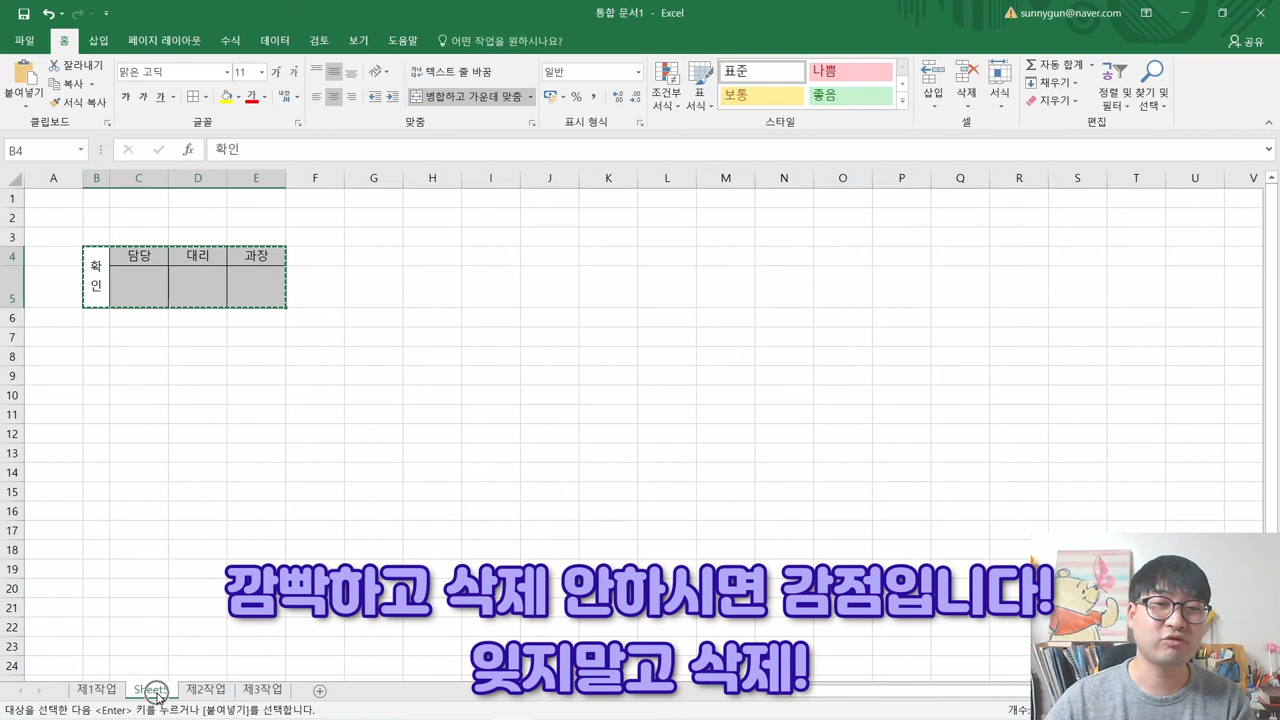 통합 문서1 - Excel
sunnygun@naver.com
파일 홈 삽입 페이지 레이아웃 수식 데이터 검토 보기 도움말 어떤 작업을 원하시나요? 공유
붙여넣기
잘라내기
복사
서식 복사
클립보드
맑은 고딕 11
가 가 가 가
글꼴
텍스트 줄 바꿈
병합하고 가운데 맞춤
맞춤
일반
표시 형식
조건부 서식
표 서식
표준 나쁨
보통 좋음
스타일
삽입 삭제 서식
셀
자동 합계
채우기
지우기
정렬 및 필터
찾기 및 선택
편집
B4 fx 확인
A B C D E F G H I J K L M N O P Q R S T U V
1
2
3
4 확인 담당 대리 과장
5
6
7
8
9
10
11
12
13
14
15
16
17
18
19
20
21
22
23
24
깜빡하고 삭제 안하시면 감점입니다!
잊지말고 삭제!
제1작업 제2작업 제3작업
대상을 선택한 다음 <Enter> 키를 누르거나 [붙여넣기]를 선택합니다.
개수: